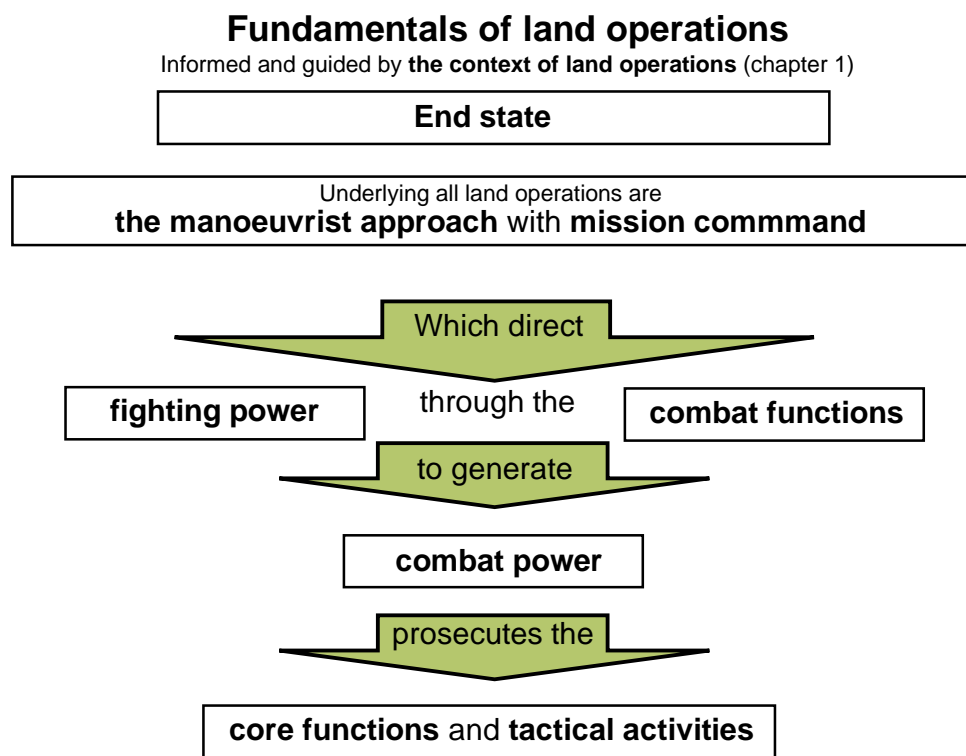 Fundamentals of land operations
Informed and guided by the context of land operations (chapter 1)
End state
Underlying all land operations are
the manoeuvrist approach with mission commmand
Which direct
fighting power
through the
combat functions
to generate
combat power
prosecutes the
core functions and tactical activities